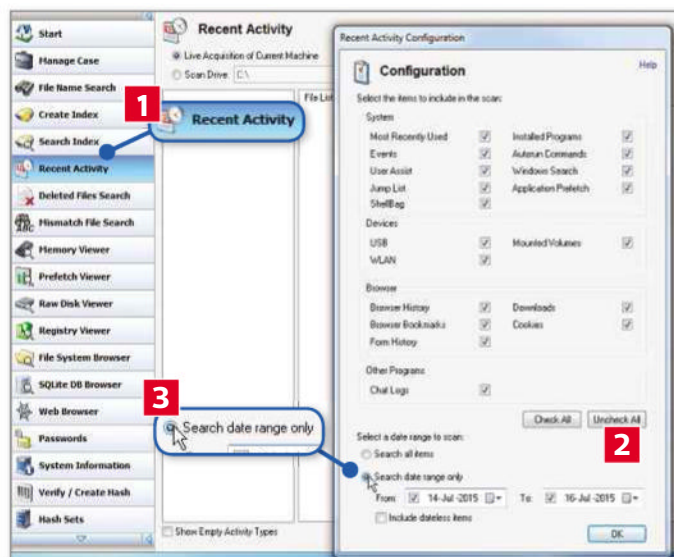 Start
Manage Case
File Name Search
Create Index
Search Index
Recent Activity
Deleted Files Search
Mismatch File Search
Memory Viewer
Prefetch Viewer
Raw Disk Viewer
Registry Viewer
File System Browser
SQLite DB Browser
Web Browser
Passwords
System Information
Verify / Create Hash
Hash Sets
Recent Activity
Live Acquisition of Current Machine
Scan Drive: C:\
File List
1
Recent Activity
3
Search date range only
Show Empty Activity Types
Recent Activity Configuration
Configuration
Help
Select the items to include in the scan:
System
Most Recently Used
Installed Programs
Events
Autorun Commands
User Assist
Windows Search
Jump List
Application Prefetch
ShellBag
Devices
USB
Mounted Volumes
WLAN
Browser
Browser History
Downloads
Browser Bookmarks
Cookies
Form History
Other Programs
Chat Logs
Check All
Uncheck All
2
Select a date range to scan:
Search all items
Search date range only
From: 14-Jul-2015 To: 16-Jul-2015
Include dateless items
OK